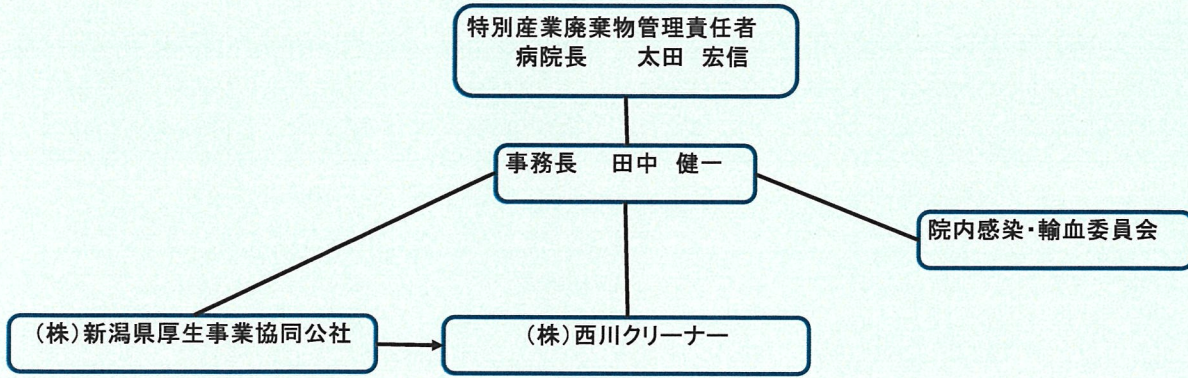 特別産業廃棄物管理責任者
病院長　　太田　宏信
事務長　　田中　健一
院内感染・輸血委員会
(株)新潟県厚生事業協同公社
(株)西川クリーナー